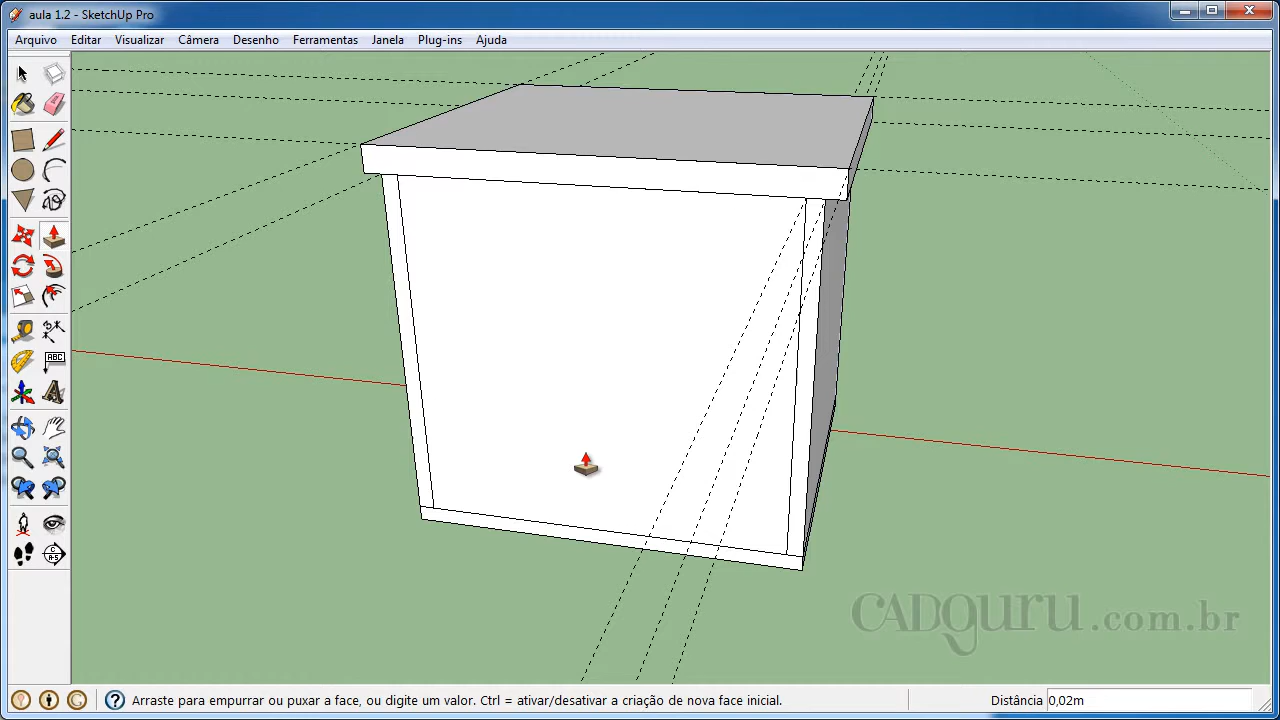 aula 1.2 - SketchUp Pro
Arquivo Editar Visualizar Câmera Desenho Ferramentas Janela Plug-ins Ajuda
ABC
A
CADguru.com.br
Arraste para empurrar ou puxar a face, ou digite um valor. Ctrl = ativar/desativar a criação de nova face inicial.
Distância 0,02m